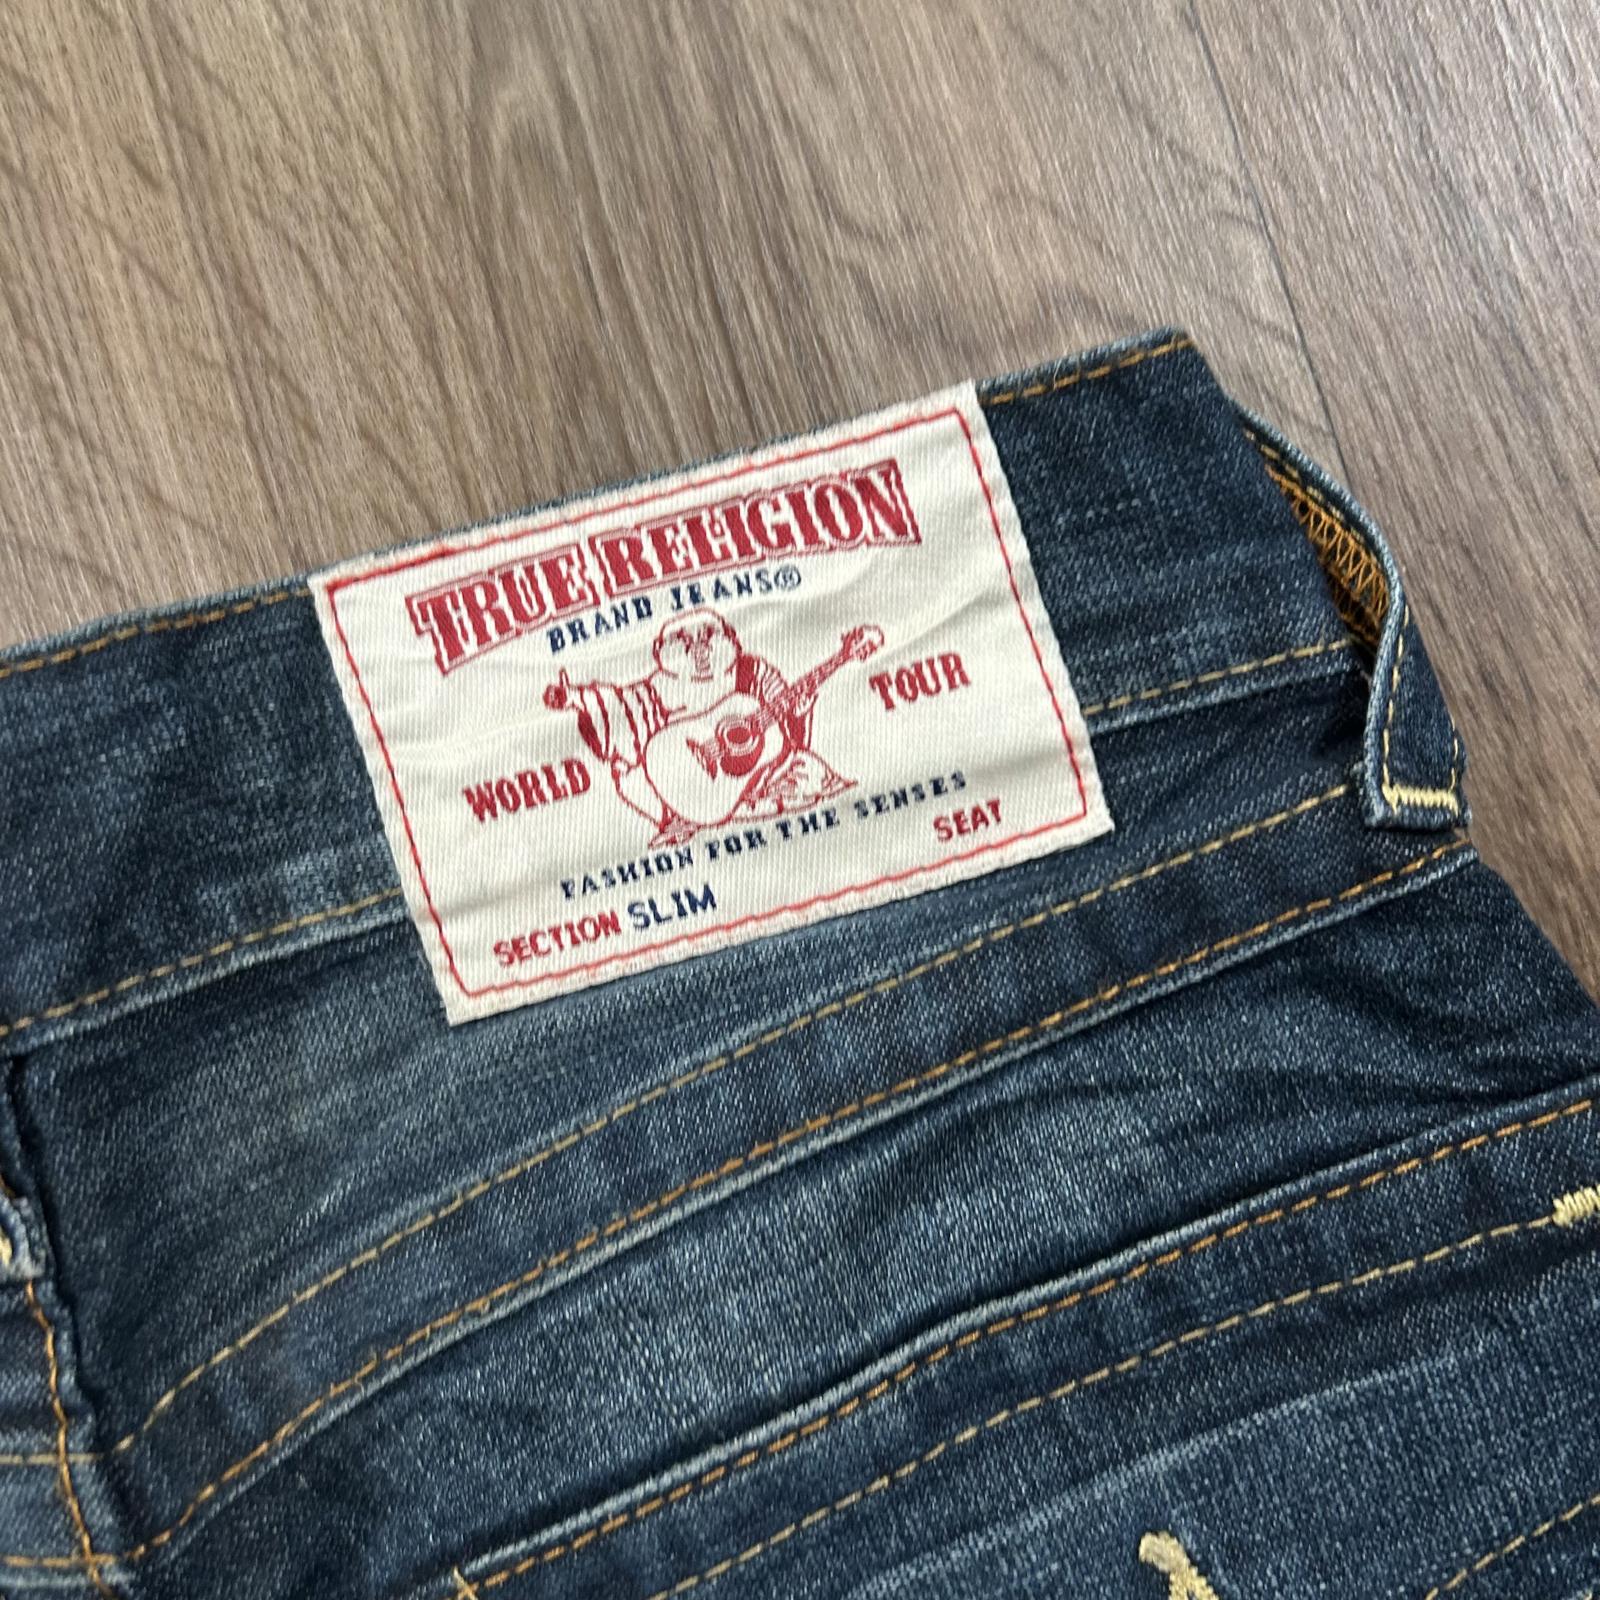 TRUE RELIGION
BRAND JEANS®
WORLD TOUR
FASHION FOR THE SENSES
SECTION SLIM SEAT